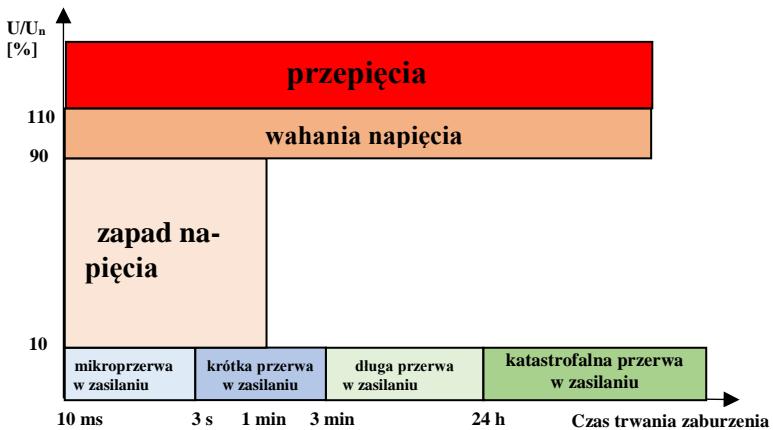 U/Un
[%]
przepięcia
110
wahania napięcia
90
zapad na-
pięcia
10
mikroprzerwa
w zasilaniu
krótka przerwa
w zasilaniu
długa przerwa
w zasilaniu
katastrofalna przerwa
w zasilaniu
10 ms
3 s
1 min
3 min
24 h
Czas trwania zaburzenia